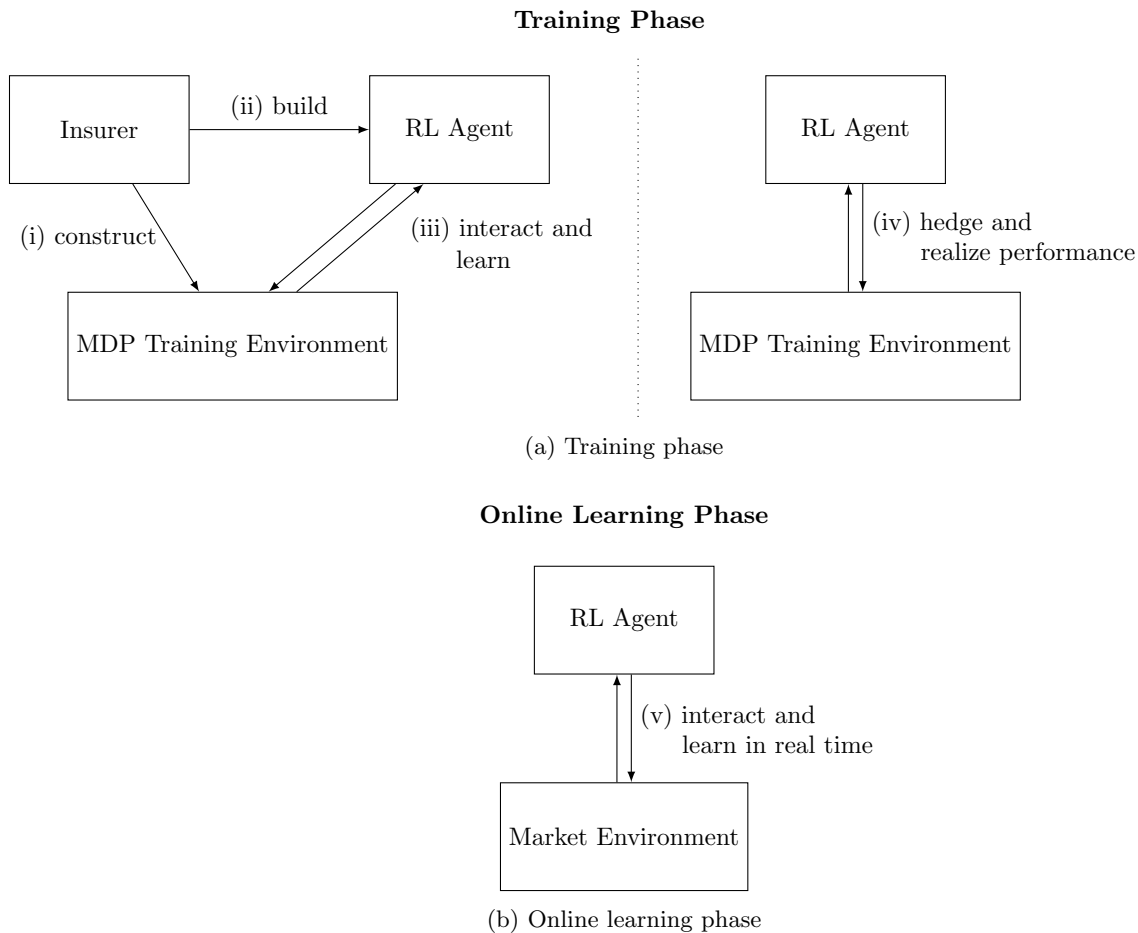 Training Phase
Insurer
(ii) build
RL Agent
(i) construct
(iii) interact and
learn
MDP Training Environment
RL Agent
(iv) hedge and
realize performance
MDP Training Environment
(a) Training phase
Online Learning Phase
RL Agent
(v) interact and
learn in real time
Market Environment
(b) Online learning phase